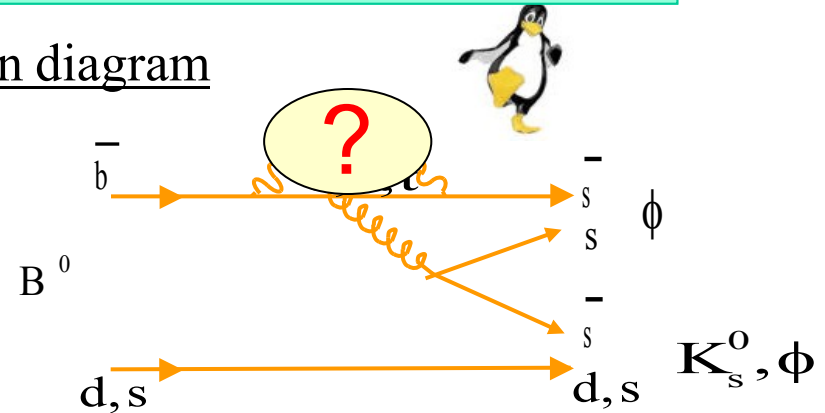 n diagram
b̅
?
,t
s̅
s
ϕ
B⁰
s̅
d,s
d,s
K⁰ₛ,ϕ